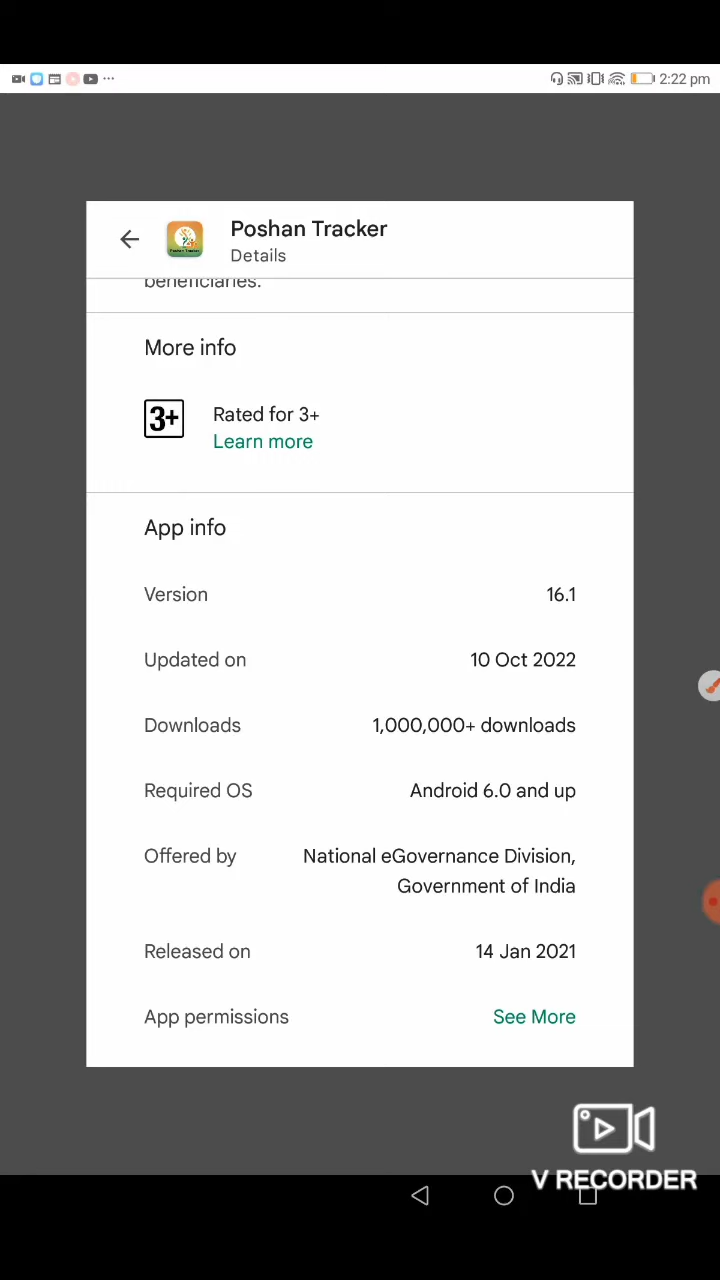 2:22 pm
Poshan Tracker
Details
beneficiaries.
More info
3+
Rated for 3+
Learn more
App info
Version 16.1
Updated on 10 Oct 2022
Downloads 1,000,000+ downloads
Required OS Android 6.0 and up
Offered by National eGovernance Division,
Government of India
Released on 14 Jan 2021
App permissions See More
V RECORDER